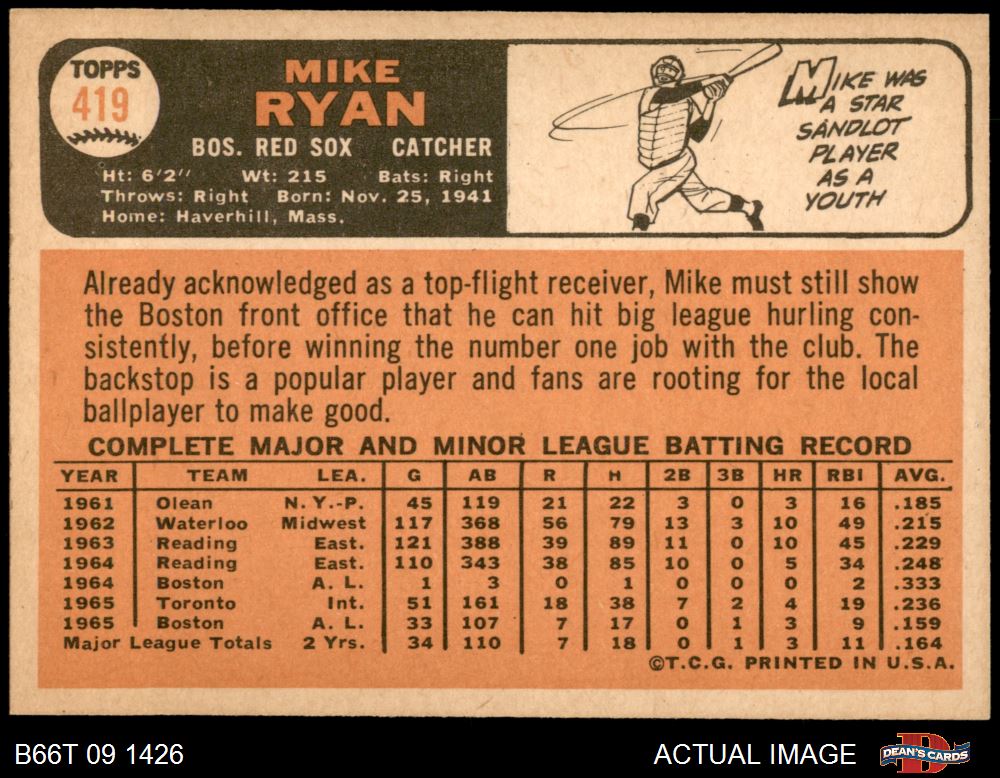 TOPPS
419
MIKE
RYAN
BOS. RED SOX CATCHER
Ht: 6'2" Wt: 215 Bats: Right
Throws: Right Born: Nov. 25, 1941
Home: Haverhill, Mass.
MIKE WAS
A STAR
SANDLOT
PLAYER
AS A
YOUTH
Already acknowledged as a top-flight receiver, Mike must still show
the Boston front office that he can hit big league hurling con-
sistently, before winning the number one job with the club. The
backstop is a popular player and fans are rooting for the local
ballplayer to make good.
COMPLETE MAJOR AND MINOR LEAGUE BATTING RECORD
YEAR TEAM LEA. G AB R H 2B 3B HR RBI AVG.
1961 Olean N.Y.-P. 45 119 21 22 3 0 3 16 .185
1962 Waterloo Midwest 117 368 56 79 13 3 10 49 .215
1963 Reading East. 121 388 39 89 11 0 10 45 .229
1964 Reading East. 110 343 38 85 10 0 5 34 .248
1964 Boston A. L. 1 3 0 1 0 0 0 2 .333
1965 Toronto Int. 51 161 18 38 7 2 4 19 .236
1965 Boston A. L. 33 107 7 17 0 1 3 9 .159
Major League Totals 2 Yrs. 34 110 7 18 0 1 3 11 .164
©T.C.G. PRINTED IN U.S.A.
B66T 09 1426 ACTUAL IMAGE DEAN'S CARDS